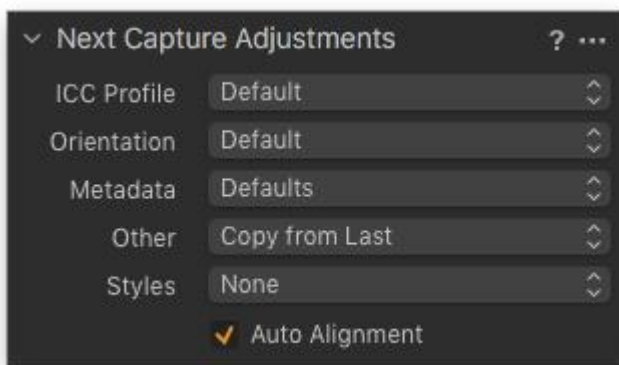 Next Capture Adjustments ? ...
ICC Profile Default
Orientation Default
Metadata Defaults
Other Copy from Last
Styles None
Auto Alignment